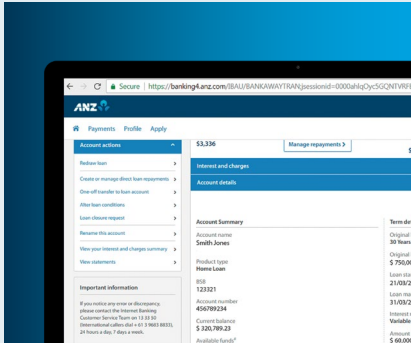 Secure https://banking4.anz.com/IBAU/BANKAWAYTRAN;jsessionid=0000ahlqOyc5GQNTVRF
ANZ
Payments Profile Apply
Account actions
Redraw loan
Create or manage direct loan repayments
One-off transfer to loan account
Alter loan conditions
Loan closure request
Rename this account
View your interest and charges summary
View statements
Important information
If you notice any error or discrepancy,
please contact the Internet Banking
Customer Service Team on 13 33 50
(International callers dial + 61 3 9683 8833),
24 hours a day, 7 days a week.
$3,336
Manage repayments
Interest and charges
Account details
Account Summary
Account name
Smith Jones
Product type
Home Loan
BSB
123321
Account number
456789234
Current balance
$ 320,789.23
Available funds
Term de
Original
30 Years
Original
$ 750,00
Loan sta
21/03/2
Loan ma
31/03/2
Interest
Variable
Amount
$ 60,000